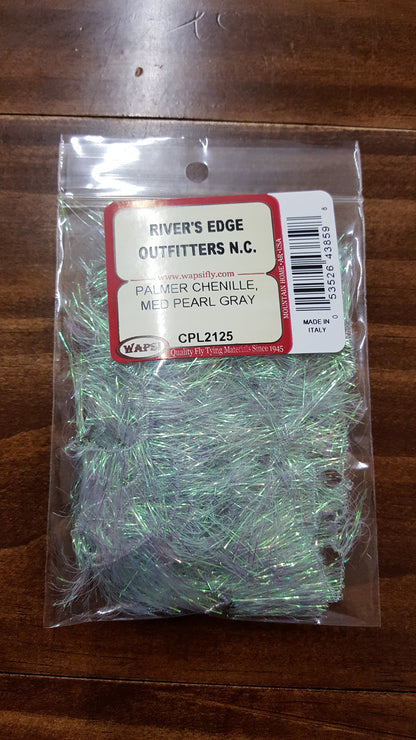 RIVER'S EDGE
OUTFITTERS N.C.
www.wapsifly.com
PALMER CHENILLE,
MED PEARL GRAY
CPL2125
WAPSI
Quality Fly Tying Materials Since 1945
MOUNTAIN HOME·AR·USA
0 53526 43859 8
MADE IN
ITALY